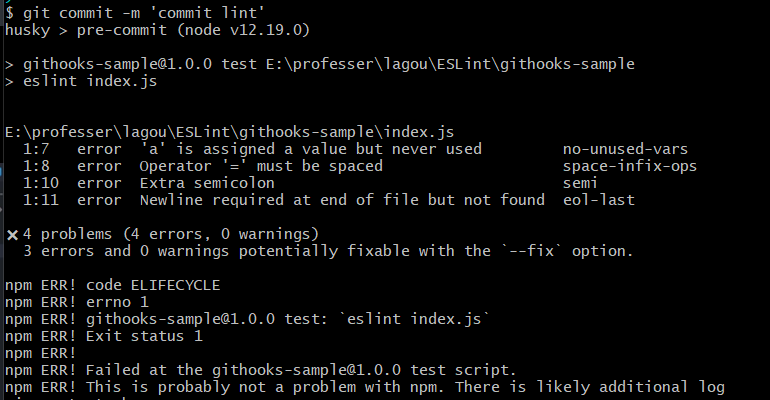 $ git commit -m 'commit lint'
husky > pre-commit (node v12.19.0)
> githooks-sample@1.0.0 test E:\professer\lagou\ESLint\githooks-sample
> eslint index.js
E:\professer\lagou\ESLint\githooks-sample\index.js
1:7 error 'a' is assigned a value but never used no-unused-vars
1:8 error Operator '=' must be spaced space-infix-ops
1:10 error Extra semicolon semi
1:11 error Newline required at end of file but not found eol-last
✖ 4 problems (4 errors, 0 warnings)
3 errors and 0 warnings potentially fixable with the `--fix` option.
npm ERR! code ELIFECYCLE
npm ERR! errno 1
npm ERR! githooks-sample@1.0.0 test: `eslint index.js`
npm ERR! Exit status 1
npm ERR!
npm ERR! Failed at the githooks-sample@1.0.0 test script.
npm ERR! This is probably not a problem with npm. There is likely additional log